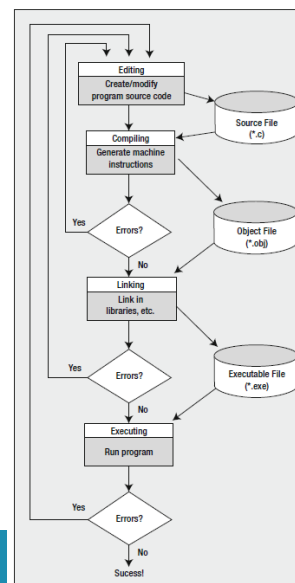 Editing
Create/modify
program source code
Source File
(*.c)
Compiling
Generate machine
instructions
Yes
Errors?
Object File
(*.obj)
No
Linking
Link in
libraries, etc.
Yes
Errors?
Executable File
(*.exe)
No
Executing
Run program
Yes
Errors?
No
Sucess!